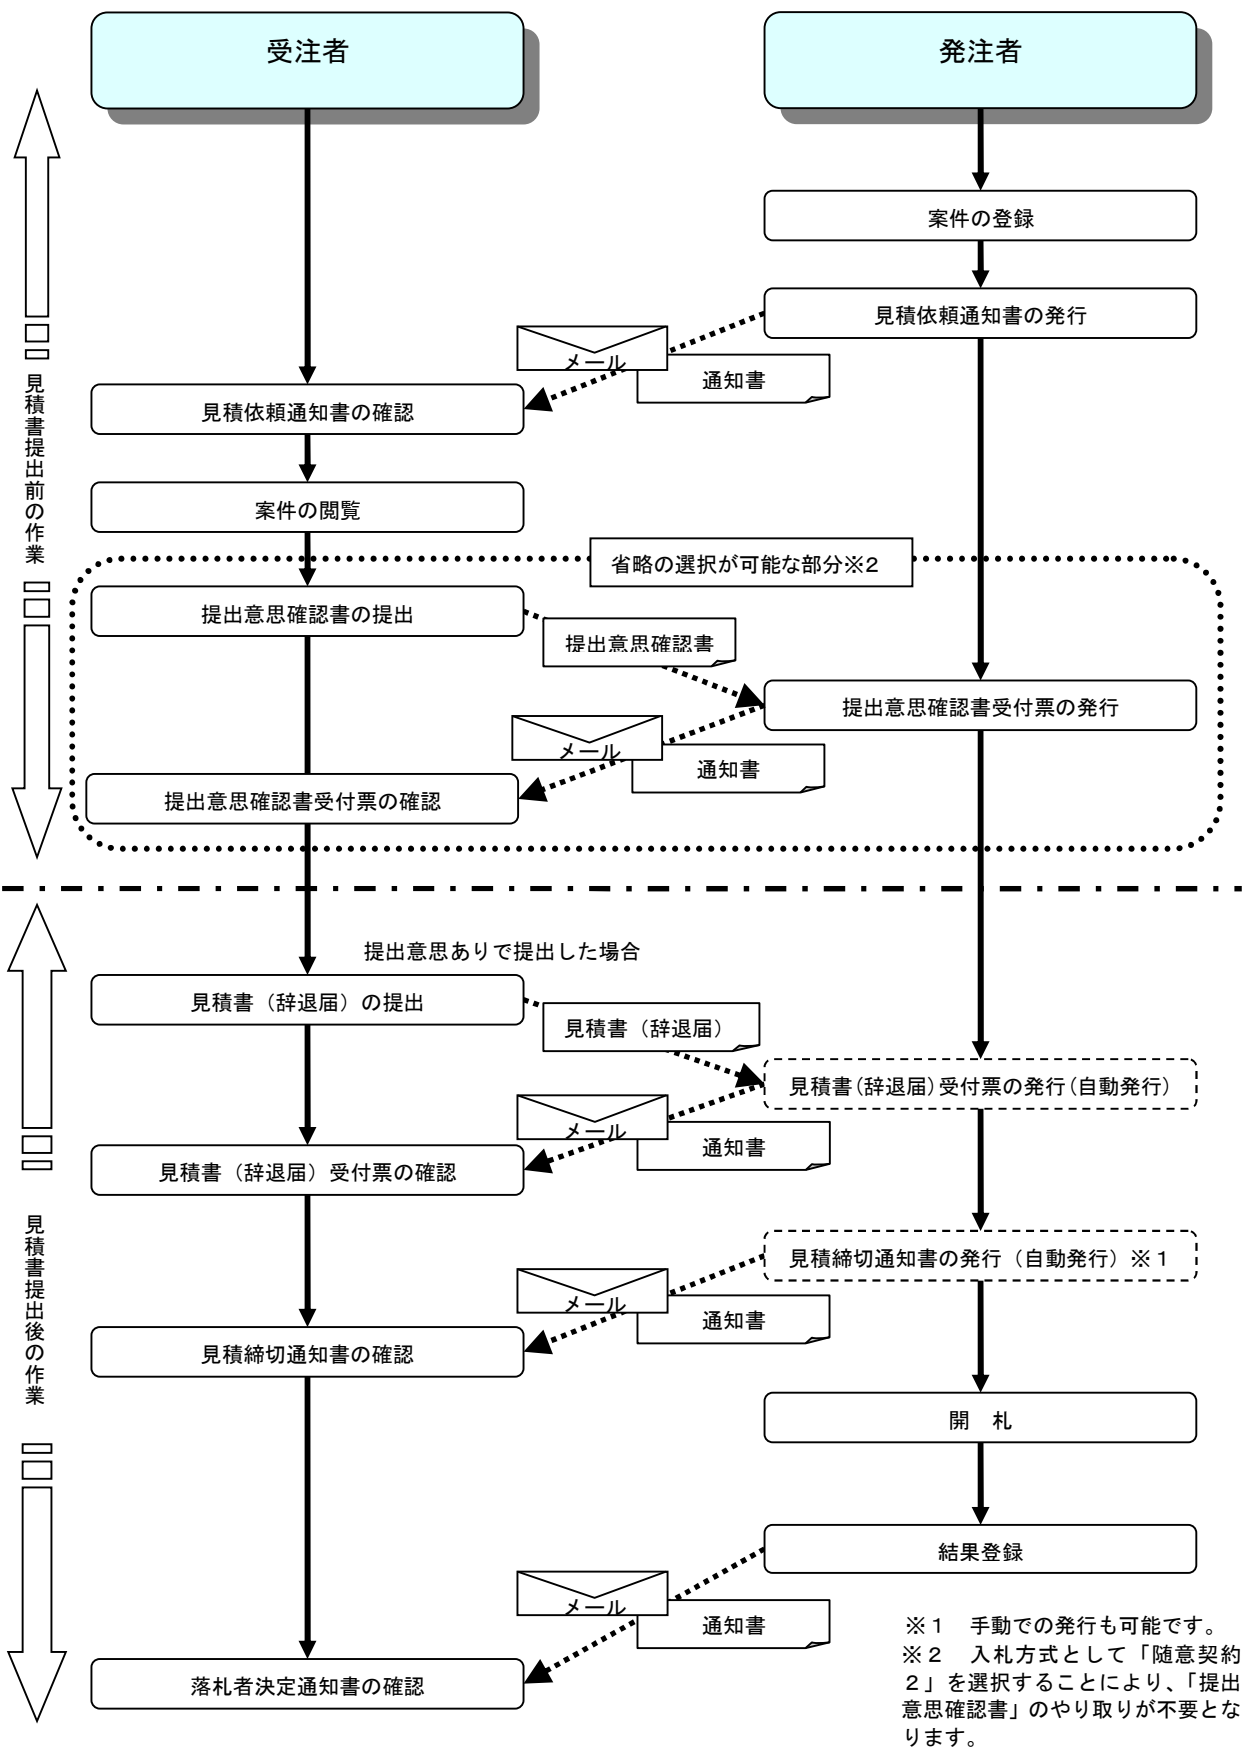 受注者
発注者
案件の登録
見積依頼通知書の発行
メール
通知書
見積依頼通知書の確認
案件の閲覧
見積書提出前の作業
省略の選択が可能な部分※2
提出意思確認書の提出
提出意思確認書
提出意思確認書受付票の発行
メール
通知書
提出意思確認書受付票の確認
提出意思ありで提出した場合
見積書（辞退届）の提出
見積書（辞退届）
見積書(辞退届)受付票の発行(自動発行)
メール
通知書
見積書（辞退届）受付票の確認
見積書提出後の作業
見積締切通知書の発行（自動発行）※１
メール
通知書
見積締切通知書の確認
開　札
結果登録
メール
通知書
落札者決定通知書の確認
※１　手動での発行も可能です。
※２　入札方式として「随意契約
２」を選択することにより、「提出
意思確認書」のやり取りが不要とな
ります。